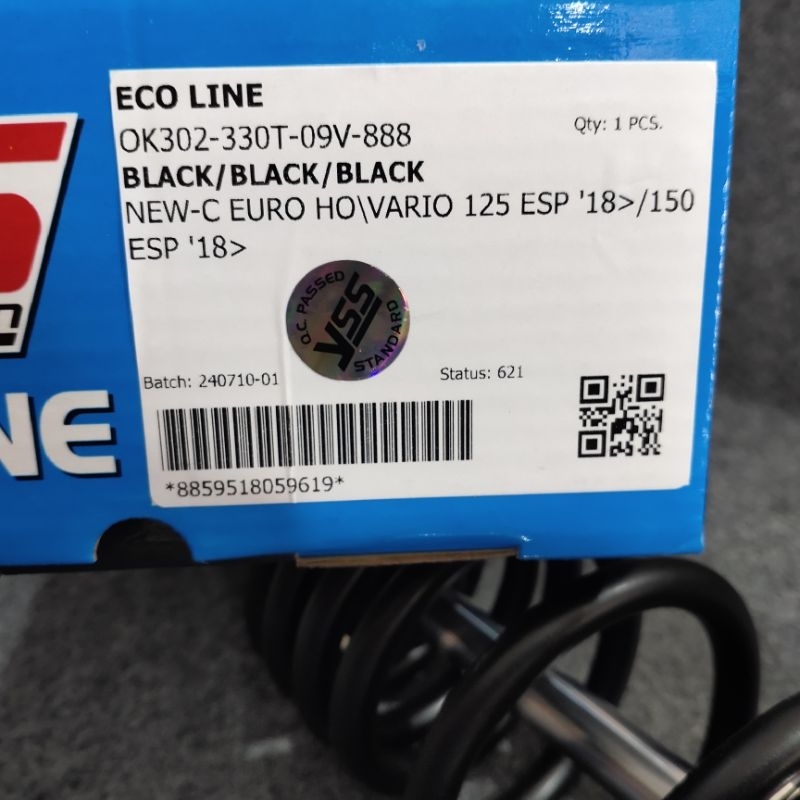 ECO LINE
OK302-330T-09V-888
Qty: 1 PCS.
BLACK/BLACK/BLACK
NEW-C EURO HO\VARIO 125 ESP '18>/150
ESP '18>
Q.C. PASSED
YSS
STANDARD
Batch: 240710-01
Status: 621
*8859518059619*
NE